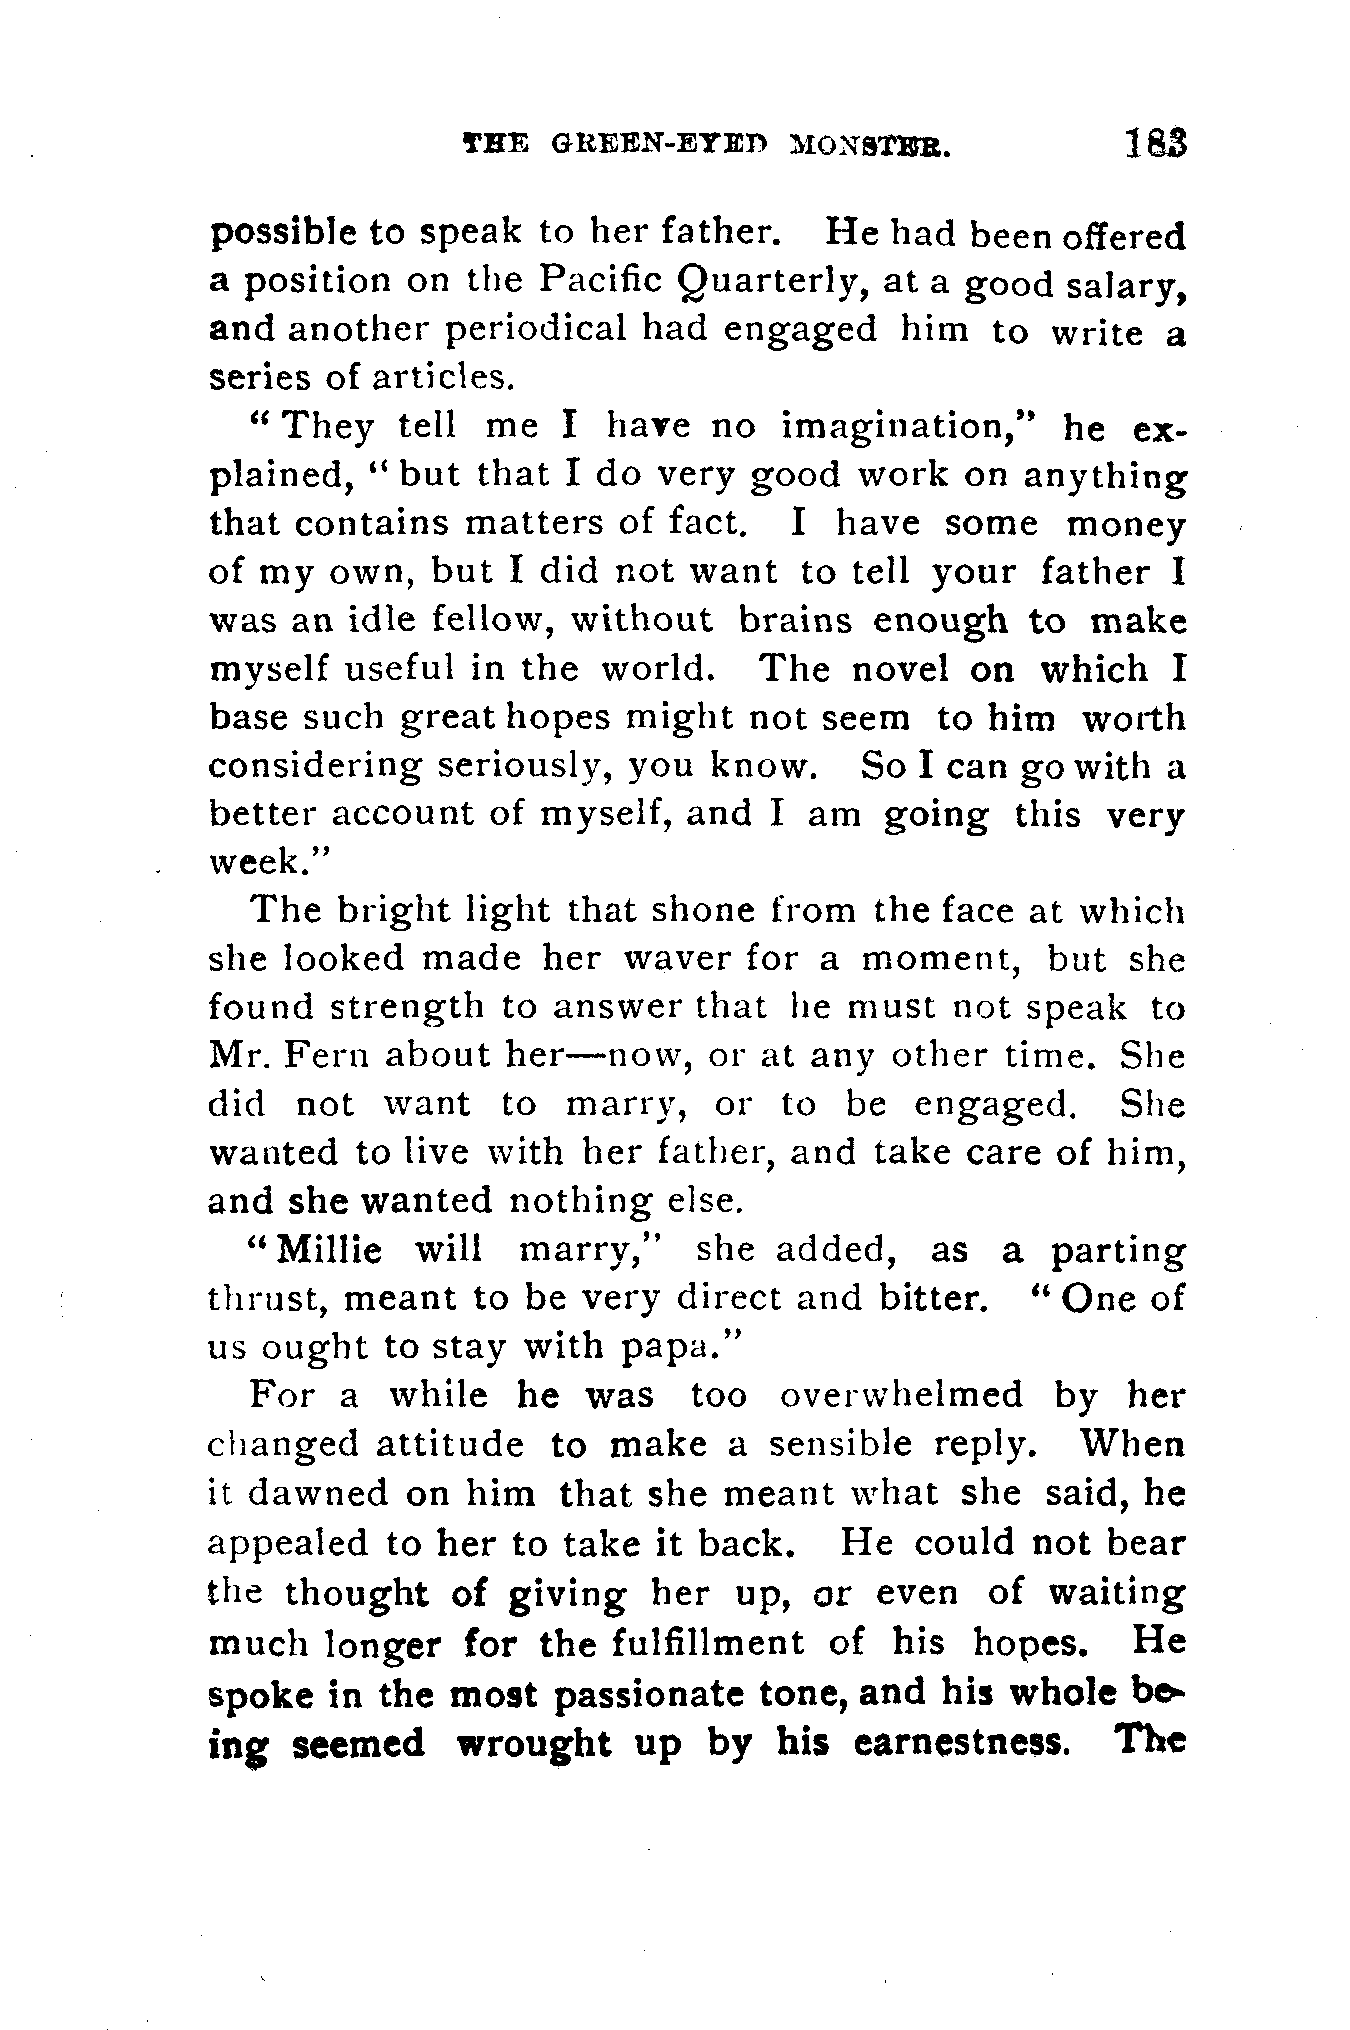 THE GREEN-EYED MONSTER. 183
possible to speak to her father. He had been offered
a position on the Pacific Quarterly, at a good salary,
and another periodical had engaged him to write a
series of articles.
“ They tell me I have no imagination,” he ex-
plained, “ but that I do very good work on anything
that contains matters of fact. I have some money
of my own, but I did not want to tell your father I
was an idle fellow, without brains enough to make
myself useful in the world. The novel on which I
base such great hopes might not seem to him worth
considering seriously, you know. So I can go with a
better account of myself, and I am going this very
week.”
The bright light that shone from the face at which
she looked made her waver for a moment, but she
found strength to answer that he must not speak to
Mr. Fern about her—now, or at any other time. She
did not want to marry, or to be engaged. She
wanted to live with her father, and take care of him,
and she wanted nothing else.
“ Millie will marry,” she added, as a parting
thrust, meant to be very direct and bitter. “ One of
us ought to stay with papa.”
For a while he was too overwhelmed by her
changed attitude to make a sensible reply. When
it dawned on him that she meant what she said, he
appealed to her to take it back. He could not bear
the thought of giving her up, or even of waiting
much longer for the fulfillment of his hopes. He
spoke in the most passionate tone, and his whole be-
ing seemed wrought up by his earnestness. The